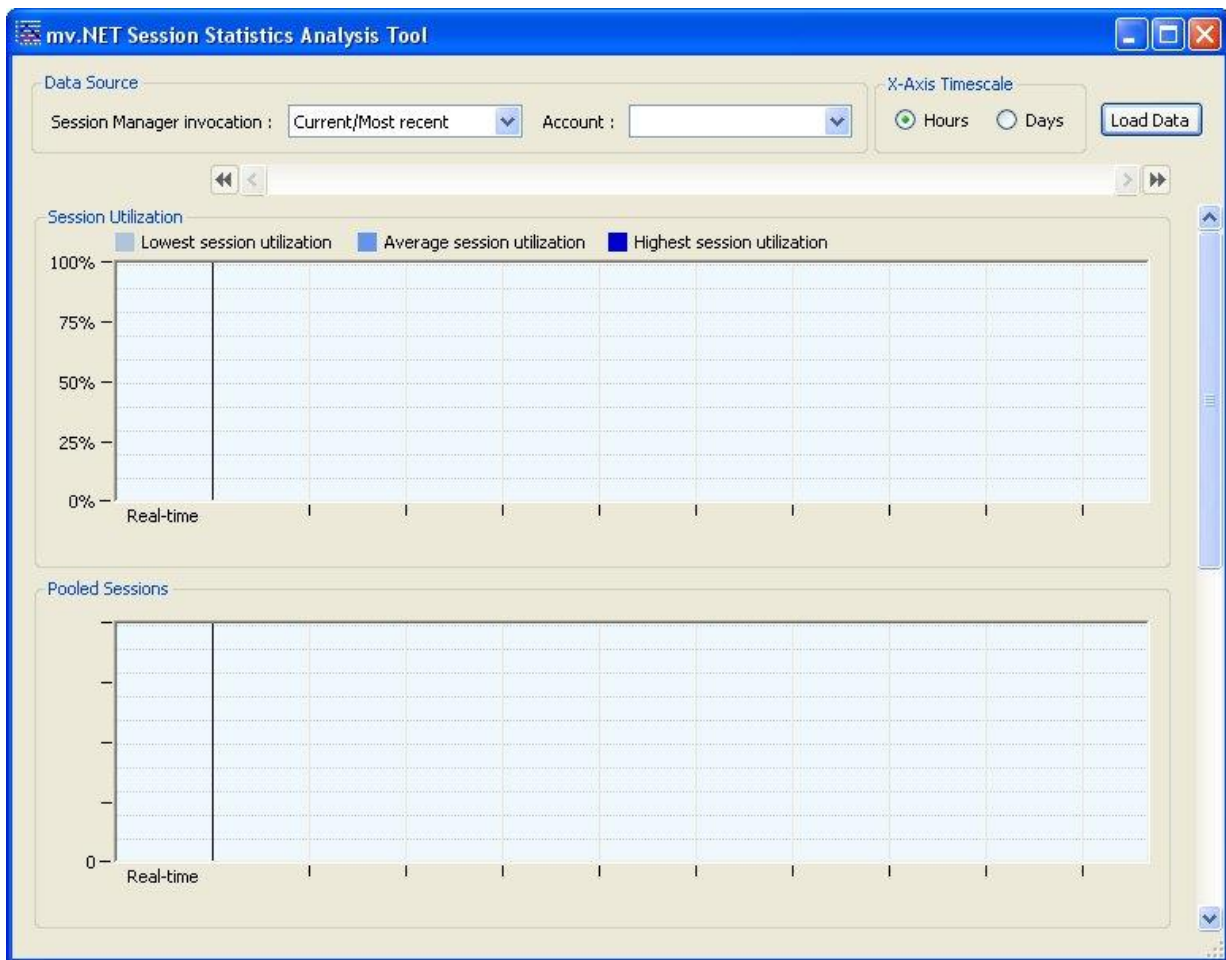 mv.NET Session Statistics Analysis Tool
Data Source
Session Manager invocation : Current/Most recent Account :
X-Axis Timescale
Hours Days
Load Data
Session Utilization
Lowest session utilization Average session utilization Highest session utilization
100%
75%
50%
25%
0%
Real-time
Pooled Sessions
0
Real-time